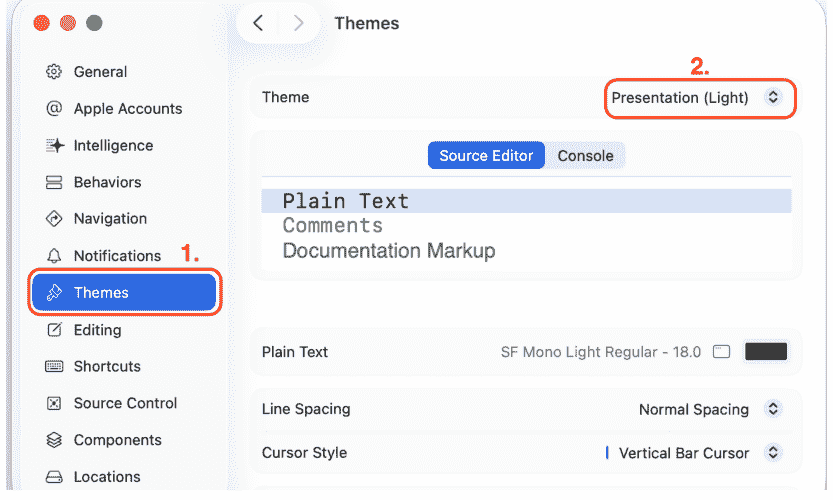 Themes
General
Apple Accounts
Intelligence
Behaviors
Navigation
Notifications
1.
Themes
Editing
Shortcuts
Source Control
Components
Locations
2.
Theme Presentation (Light)
Source Editor Console
Plain Text
Comments
Documentation Markup
Plain Text SF Mono Light Regular - 18.0
Line Spacing Normal Spacing
Cursor Style Vertical Bar Cursor